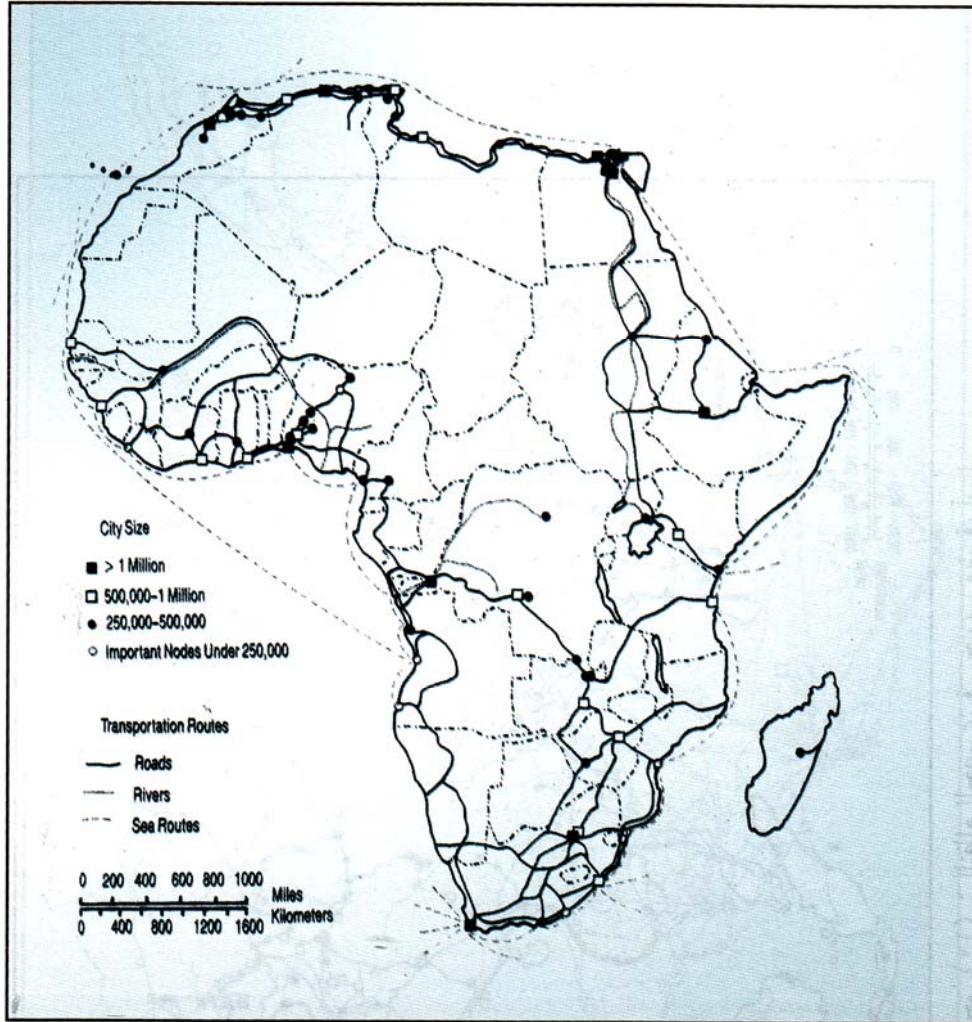 City Size
> 1 Million
500,000–1 Million
250,000–500,000
Important Nodes Under 250,000
Transportation Routes
Roads
Rivers
Sea Routes
0 200 400 600 800 1000
Miles
Kilometers
0 400 800 1200 1600